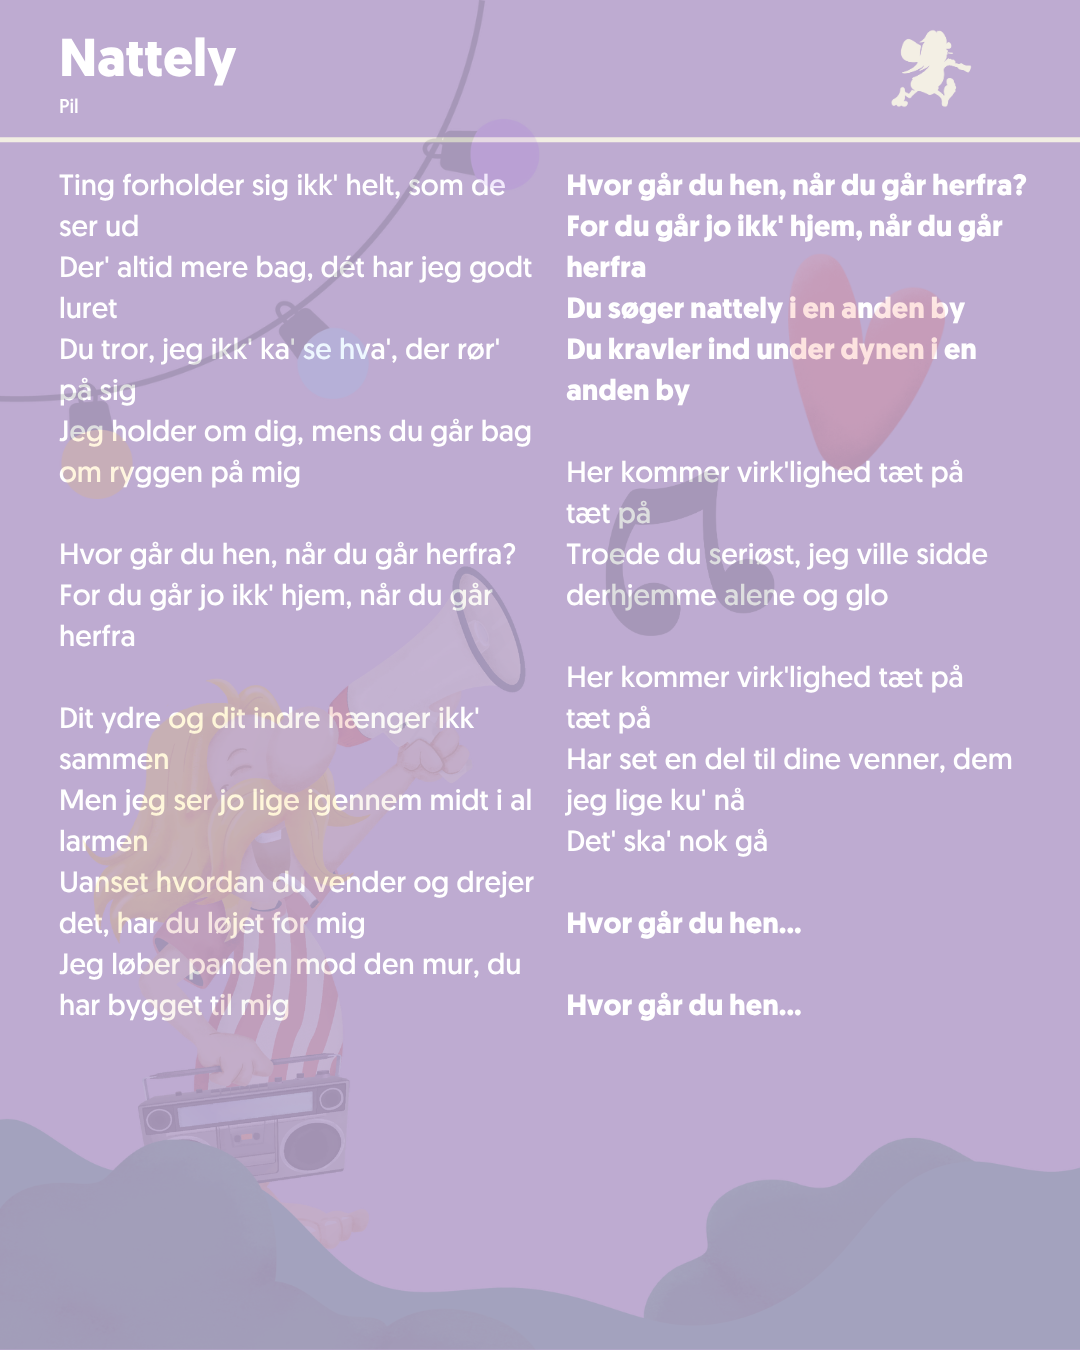 Nattely
Pil
Ting forholder sig ikk' helt, som de
ser ud
Der' altid mere bag, dét har jeg godt
luret
Du tror, jeg ikk' ka' se hva', der rør'
på sig
Jeg holder om dig, mens du går bag
om ryggen på mig
Hvor går du hen, når du går herfra?
For du går jo ikk' hjem, når du går
herfra
Dit ydre og dit indre hænger ikk'
sammen
Men jeg ser jo lige igennem midt i al
larmen
Uanset hvordan du vender og drejer
det, har du løjet for mig
Jeg løber panden mod den mur, du
har bygget til mig
Hvor går du hen, når du går herfra?
For du går jo ikk' hjem, når du går
herfra
Du søger nattely i en anden by
Du kravler ind under dynen i en
anden by
Her kommer virk'lighed tæt på
tæt på
Troede du seriøst, jeg ville sidde
derhjemme alene og glo
Her kommer virk'lighed tæt på
tæt på
Har set en del til dine venner, dem
jeg lige ku' nå
Det' ska' nok gå
Hvor går du hen...
Hvor går du hen...